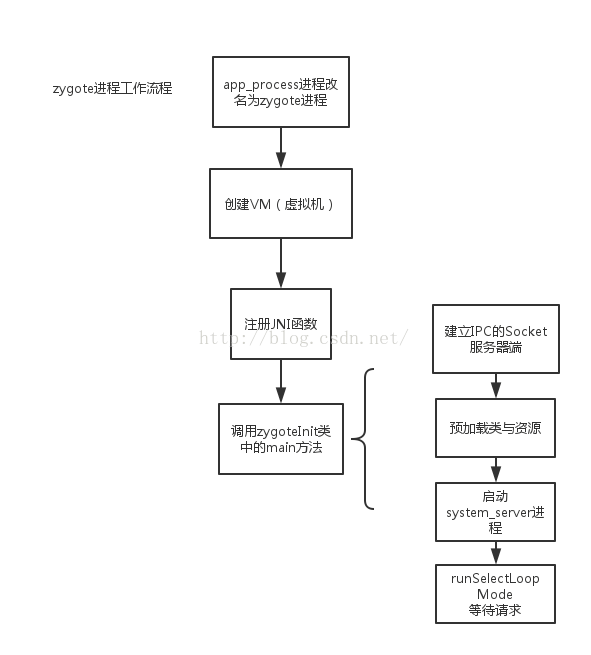 zygote进程工作流程
app_process进程改
名为zygote进程
创建VM（虚拟机）
注册JNI函数
http://blog.csdn.net/
调用zygoteInit类
中的main方法
建立IPC的Socket
服务器端
预加载类与资源
启动
system_server进
程
runSelectLoop
Mode
等待请求